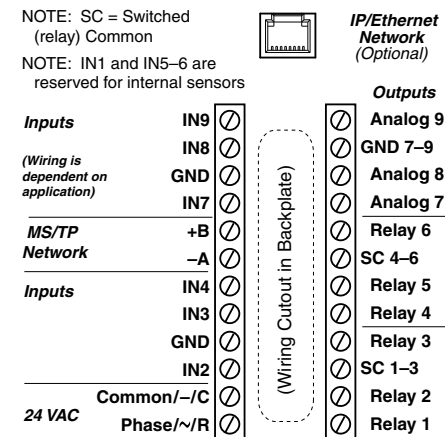 NOTE: SC = Switched
(relay) Common
NOTE: IN1 and IN5–6 are
reserved for internal sensors
IP/Ethernet
Network
(Optional)
Outputs
Inputs
(Wiring is
dependent on
application)
IN9
IN8
GND
IN7
MS/TP
Network
+B
–A
Inputs
IN4
IN3
GND
IN2
24 VAC
Common/–/C
Phase/~/R
(Wiring Cutout in Backplate)
Analog 9
GND 7–9
Analog 8
Analog 7
Relay 6
SC 4–6
Relay 5
Relay 4
Relay 3
SC 1–3
Relay 2
Relay 1